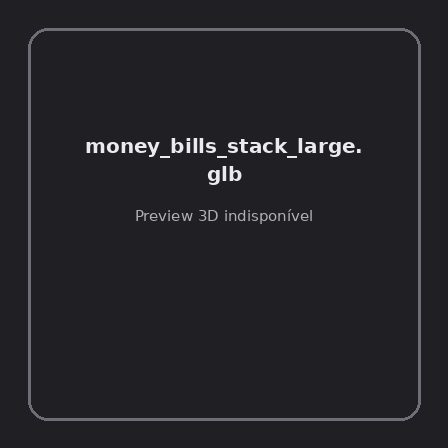 money_bills_stack_large.
glb
Preview 3D indisponível